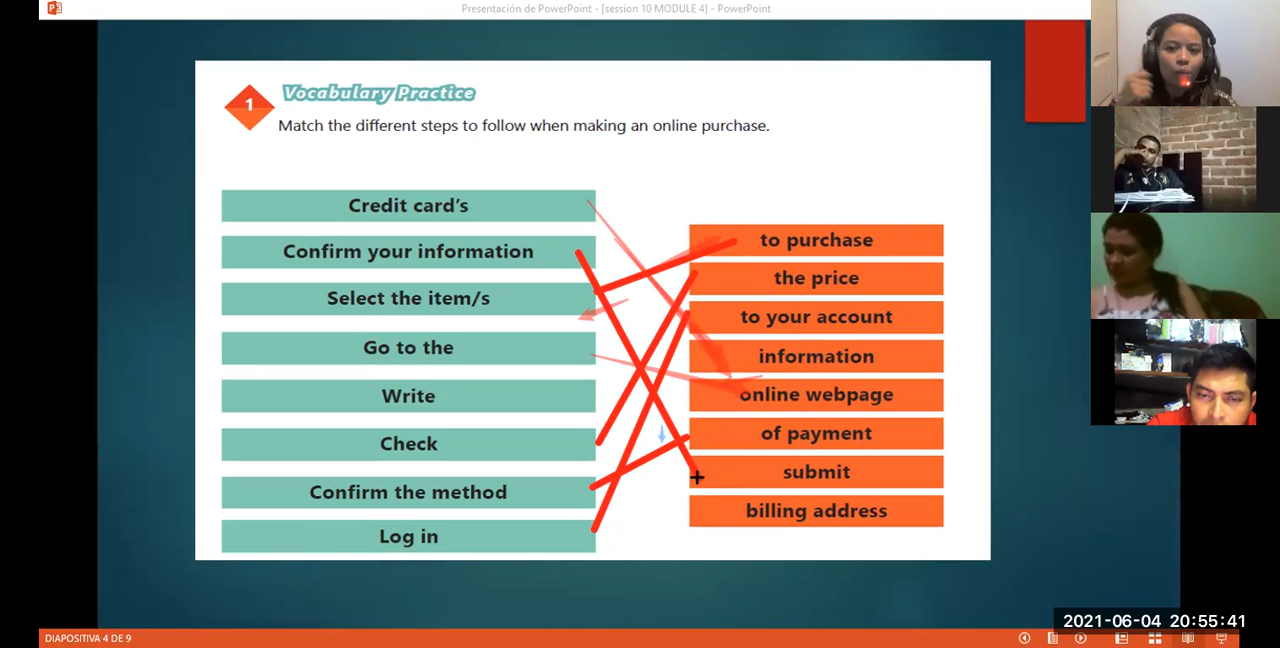 Presentación de PowerPoint - [session 10 MODULE 4] - PowerPoint
1
Vocabulary Practice
Match the different steps to follow when making an online purchase.
Credit card's
Confirm your information
Select the item/s
Go to the
Write
Check
Confirm the method
Log in
to purchase
the price
to your account
information
online webpage
of payment
submit
billing address
2021-06-04 20:55:41
DIAPOSITIVA 4 DE 9